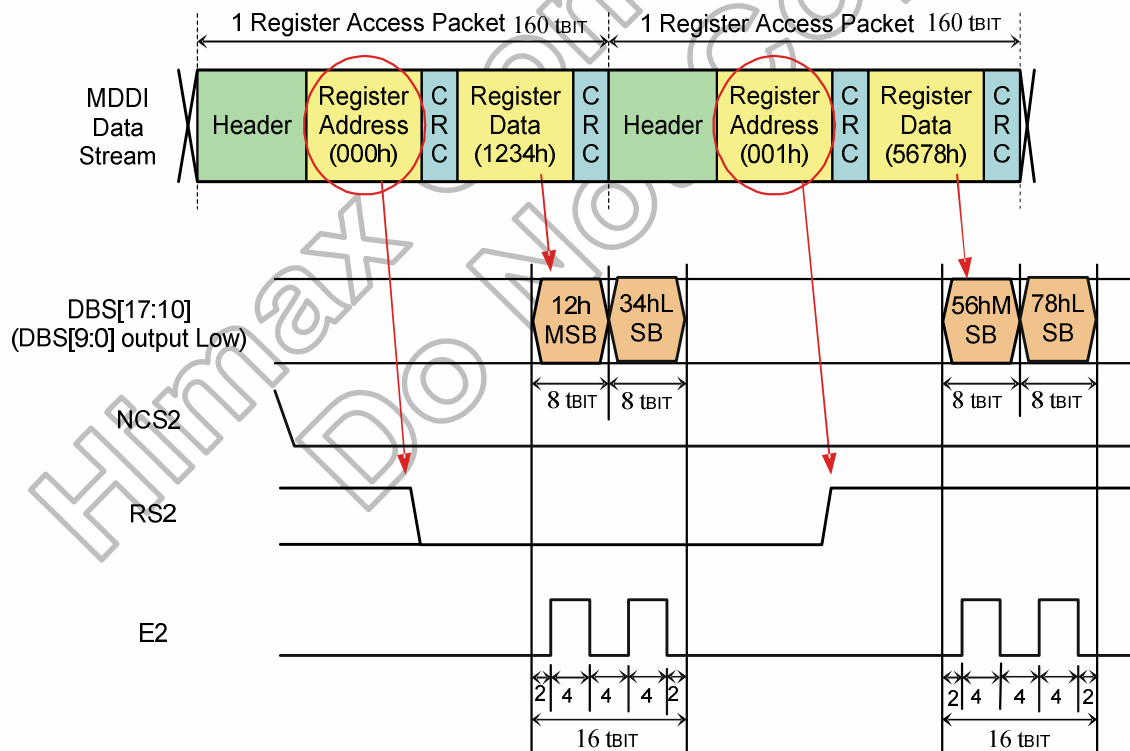 1 Register Access Packet 160 tBIT
1 Register Access Packet 160 tBIT
MDDI
Data
Stream
Header
Register
Address
(000h)
C
R
C
Register
Data
(1234h)
C
R
C
Header
Register
Address
(001h)
C
R
C
Register
Data
(5678h)
C
R
C
DBS[17:10]
(DBS[9:0] output Low)
12h
MSB
34hL
SB
56hM
SB
78hL
SB
8 tBIT
8 tBIT
8 tBIT
8 tBIT
NCS2
RS2
E2
2 4 4 4 2
2 4 4 4 2
16 tBIT
16 tBIT
Himax
Do Not